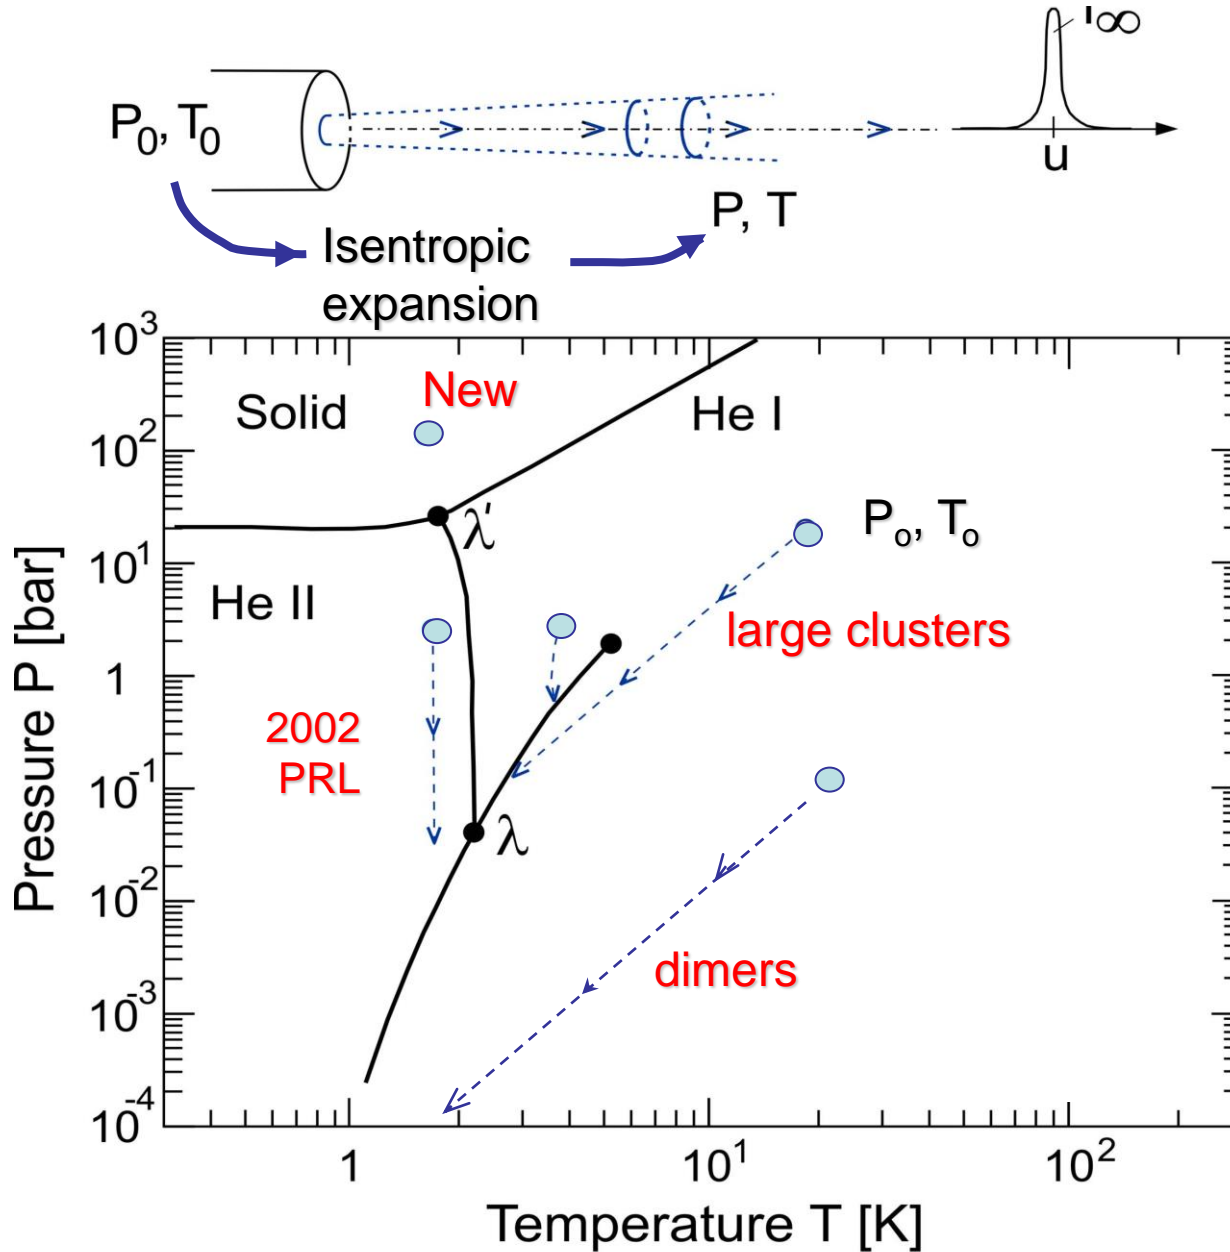 P₀, T₀
u
P, T
Isentropic
expansion
10³
10²
10¹
1
10⁻¹
10⁻²
10⁻³
10⁻⁴
Pressure P [bar]
Solid
New
He I
λ'
Pₒ, Tₒ
He II
large clusters
2002
PRL
λ
dimers
1
10¹
10²
Temperature T [K]